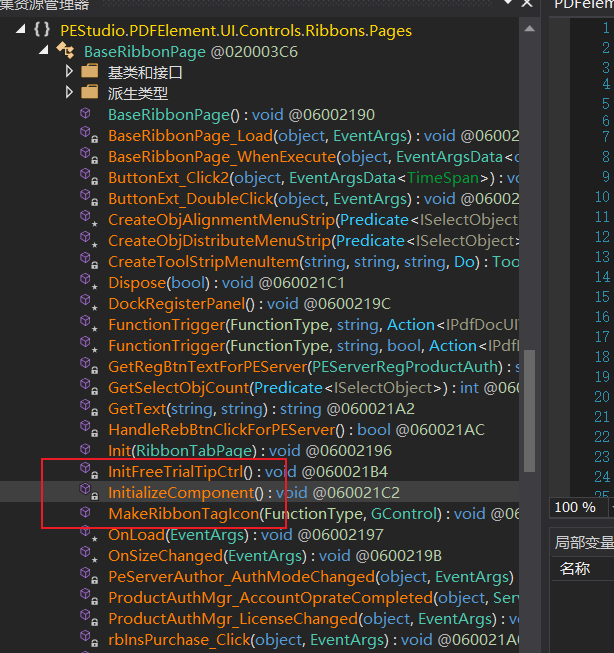 集资源管理器
PEStudio.PDFElement.UI.Controls.Ribbons.Pages
BaseRibbonPage @020003C6
基类和接口
派生类型
BaseRibbonPage() : void @06002190
BaseRibbonPage_Load(object, EventArgs) : void @06002
BaseRibbonPage_WhenExecute(object, EventArgsData<
ButtonExt_Click2(object, EventArgsData<TimeSpan>) : vo
ButtonExt_DoubleClick(object, EventArgs) : void @06002
CreateObjAlignmentMenuStrip(Predicate<ISelectObject
CreateObjDistributeMenuStrip(Predicate<ISelectObject>
CreateToolStripMenuItem(string, string, string, Do) : Too
Dispose(bool) : void @060021C1
DockRegisterPanel() : void @0600219C
FunctionTrigger(FunctionType, string, Action<IPdfDocUIT
FunctionTrigger(FunctionType, string, bool, Action<IPdf
GetRegBtnTextForPEServer(PEServerRegProductAuth) : s
GetSelectObjCount(Predicate<ISelectObject>) : int @060
GetText(string, string) : string @060021A2
HandleRebBtnClickForPEServer() : bool @060021AC
Init(RibbonTabPage) : void @06002196
InitFreeTrialTipCtrl() : void @060021B4
InitializeComponent() : void @060021C2
MakeRibbonTagIcon(FunctionType, GControl) : void @06
OnLoad(EventArgs) : void @06002197
OnSizeChanged(EventArgs) : void @0600219B
PeServerAuthor_AuthModeChanged(object, EventArgs)
ProductAuthMgr_AccountOprateCompleted(object, Ser
ProductAuthMgr_LicenseChanged(object, EventArgs) : v
rbInsPurchase_Click(object, EventArgs) : void @060021A
PDFelem
1
2
3
4
5
6
7
8
9
10
11
12
13
14
15
16
17
18
19
20
21
22
23
24
100 %
局部变量
名称